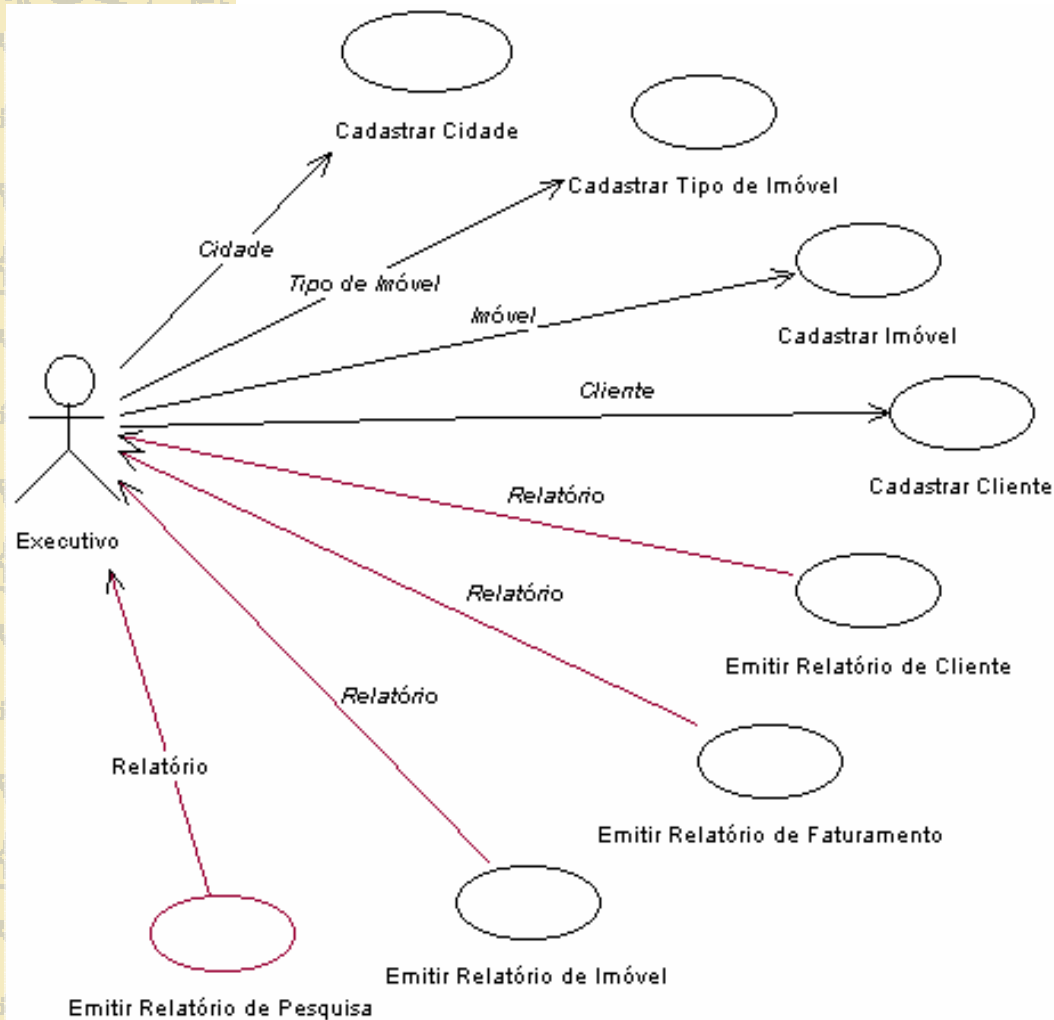 Cadastrar Cidade
Cadastrar Tipo de Imóvel
Cidade
Tipo de Imóvel
Imóvel
Cadastrar Imóvel
Cliente
Cadastrar Cliente
Relatório
Executivo
Relatório
Emitir Relatório de Cliente
Relatório
Relatório
Emitir Relatório de Faturamento
Emitir Relatório de Imóvel
Emitir Relatório de Pesquisa